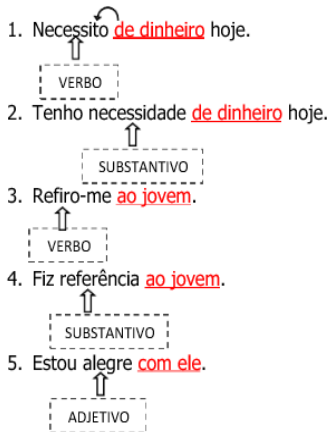 1. Necessito de dinheiro hoje.
VERBO
2. Tenho necessidade de dinheiro hoje.
SUBSTANTIVO
3. Refiro-me ao jovem.
VERBO
4. Fiz referência ao jovem.
SUBSTANTIVO
5. Estou alegre com ele.
ADJETIVO